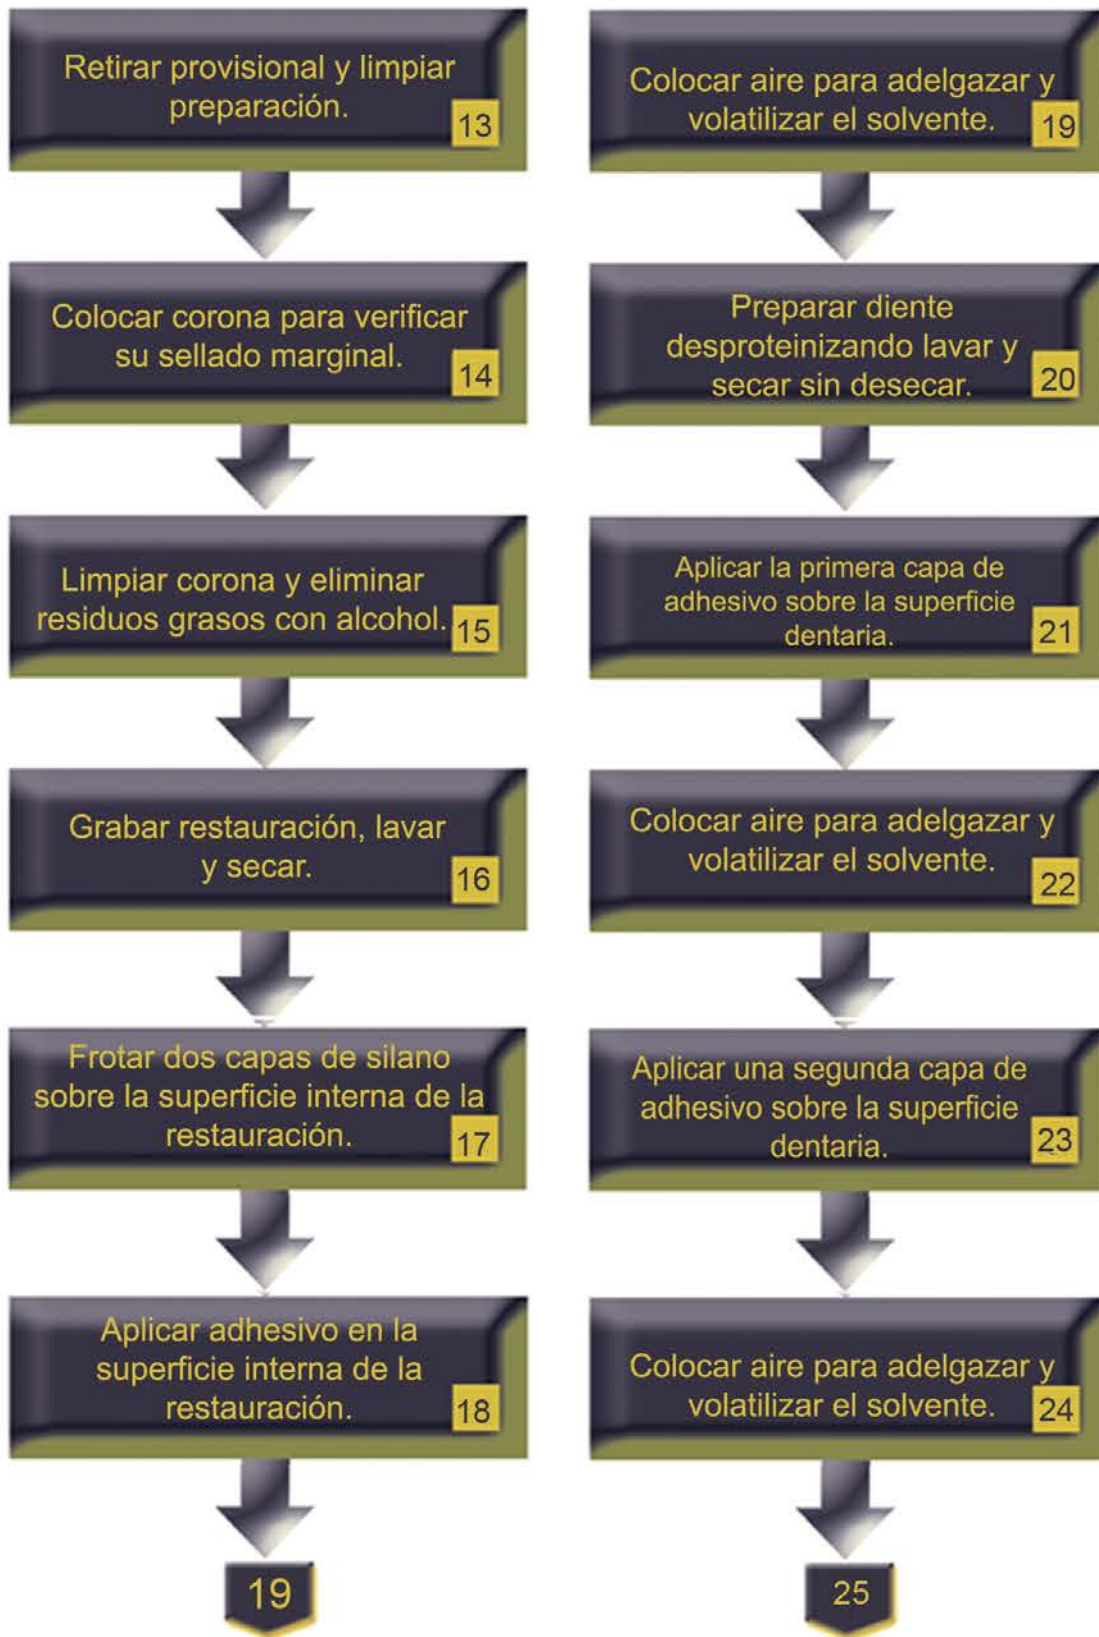 Retirar provisional y limpiar
preparación.
13
Colocar corona para verificar
su sellado marginal.
14
Limpiar corona y eliminar
residuos grasos con alcohol.
15
Grabar restauración, lavar
y secar.
16
Frotar dos capas de silano
sobre la superficie interna de la
restauración.
17
Aplicar adhesivo en la
superficie interna de la
restauración.
18
19
Colocar aire para adelgazar y
volatilizar el solvente.
19
Preparar diente
desproteinizando lavar y
secar sin desecar.
20
Aplicar la primera capa de
adhesivo sobre la superficie
dentaria.
21
Colocar aire para adelgazar y
volatilizar el solvente.
22
Aplicar una segunda capa de
adhesivo sobre la superficie
dentaria.
23
Colocar aire para adelgazar y
volatilizar el solvente.
24
25